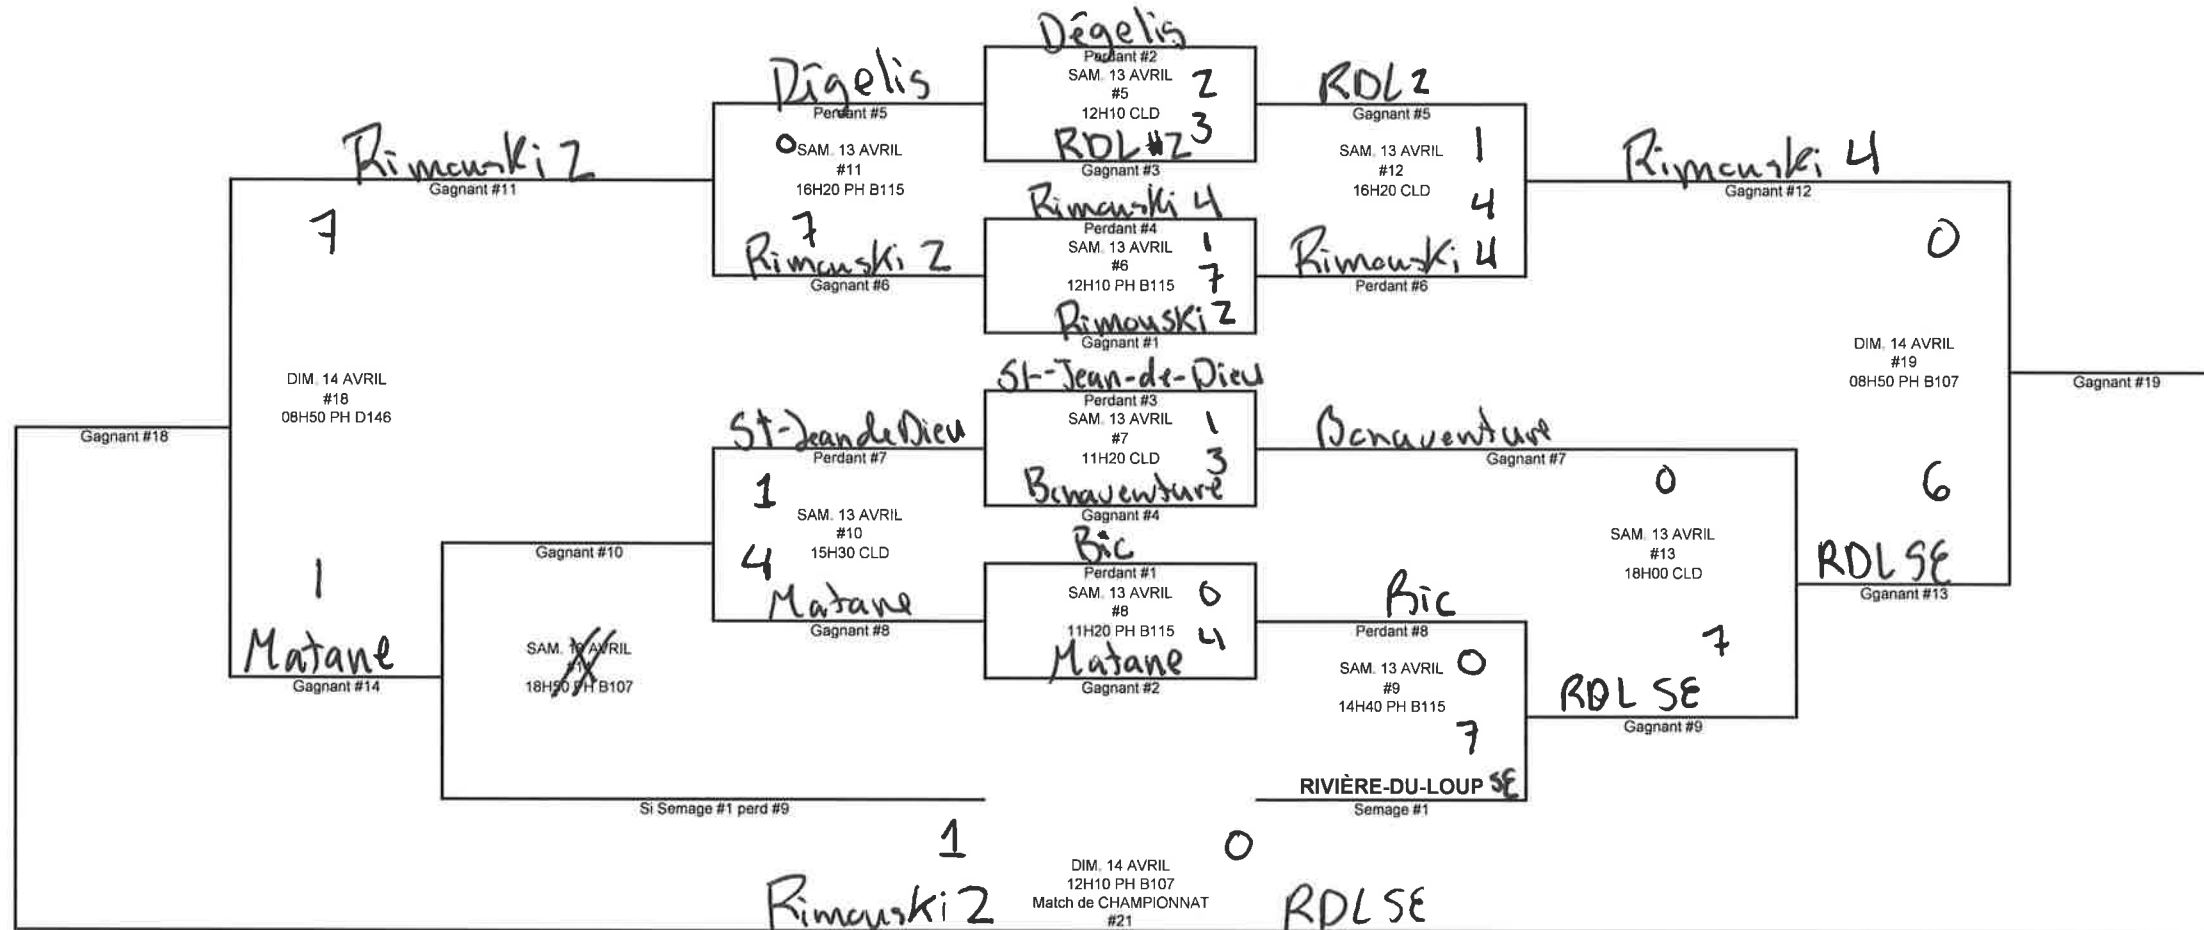 Dégelis
Perdant #2
SAM. 13 AVRIL 2
#5
12H10 CLD 3
RDL #2
Gagnant #3
Digelis
Perdant #5
0 SAM. 13 AVRIL
#11
16H20 PH B115
7
Rimouski 2
Gagnant #6
RDL 2
Gagnant #5
SAM. 13 AVRIL 1
#12
16H20 CLD 4
Rimouski 4
Perdant #6
Rimouski 2
Gagnant #11
7
Rimouski 4
Gagnant #12
0
Rimouski 4
Perdant #4
SAM. 13 AVRIL 1
#6
12H10 PH B115 7
Rimouski 2
Gagnant #1
DIM. 14 AVRIL
#18
08H50 PH D146
Gagnant #18
1
Matane
Gagnant #14
DIM. 14 AVRIL
#19
08H50 PH B107
Gagnant #19
6
RDL SE
Gganant #13
St-Jean-de-Dieu
Perdant #3
SAM. 13 AVRIL 1
#7
11H20 CLD 3
Bonaventure
Gagnant #4
St-Jean de Dieu
Perdant #7
1
SAM. 13 AVRIL
#10
15H30 CLD
4
Matane
Gagnant #8
Gagnant #10
Bonaventure
Gagnant #7
0
SAM. 13 AVRIL
#13
18H00 CLD
7
RDL SE
Gagnant #9
Bic
Perdant #1
SAM. 13 AVRIL 0
#8
11H20 PH B115 4
Matane
Gagnant #2
Bic
Perdant #8
SAM. 13 AVRIL 0
#9
14H40 PH B115
7
RIVIÈRE-DU-LOUP SE
Semage #1
SAM. AVRIL
18H50 PH B107
Si Semage #1 perd #9
1 0
DIM. 14 AVRIL
12H10 PH B107
Rimouski 2 Match de CHAMPIONNAT RDL SE
#21